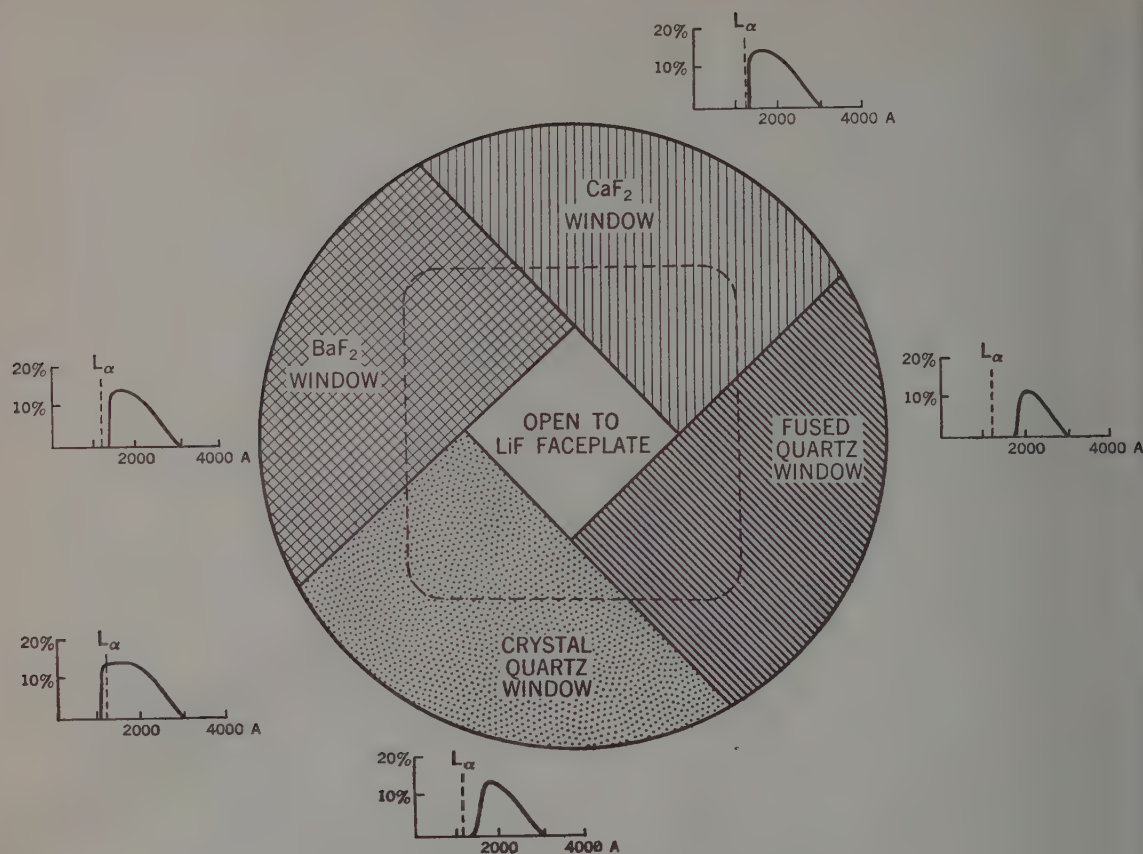 Lα
20%
10%
2000 4000 A
CaF2
WINDOW
Lα
20%
10%
2000 4000 A
BaF2
WINDOW
OPEN TO
LiF FACEPLATE
FUSED
QUARTZ
WINDOW
Lα
20%
10%
2000 4000 A
Lα
20%
10%
2000 4000 A
CRYSTAL
QUARTZ
WINDOW
Lα
20%
10%
2000 4000 A